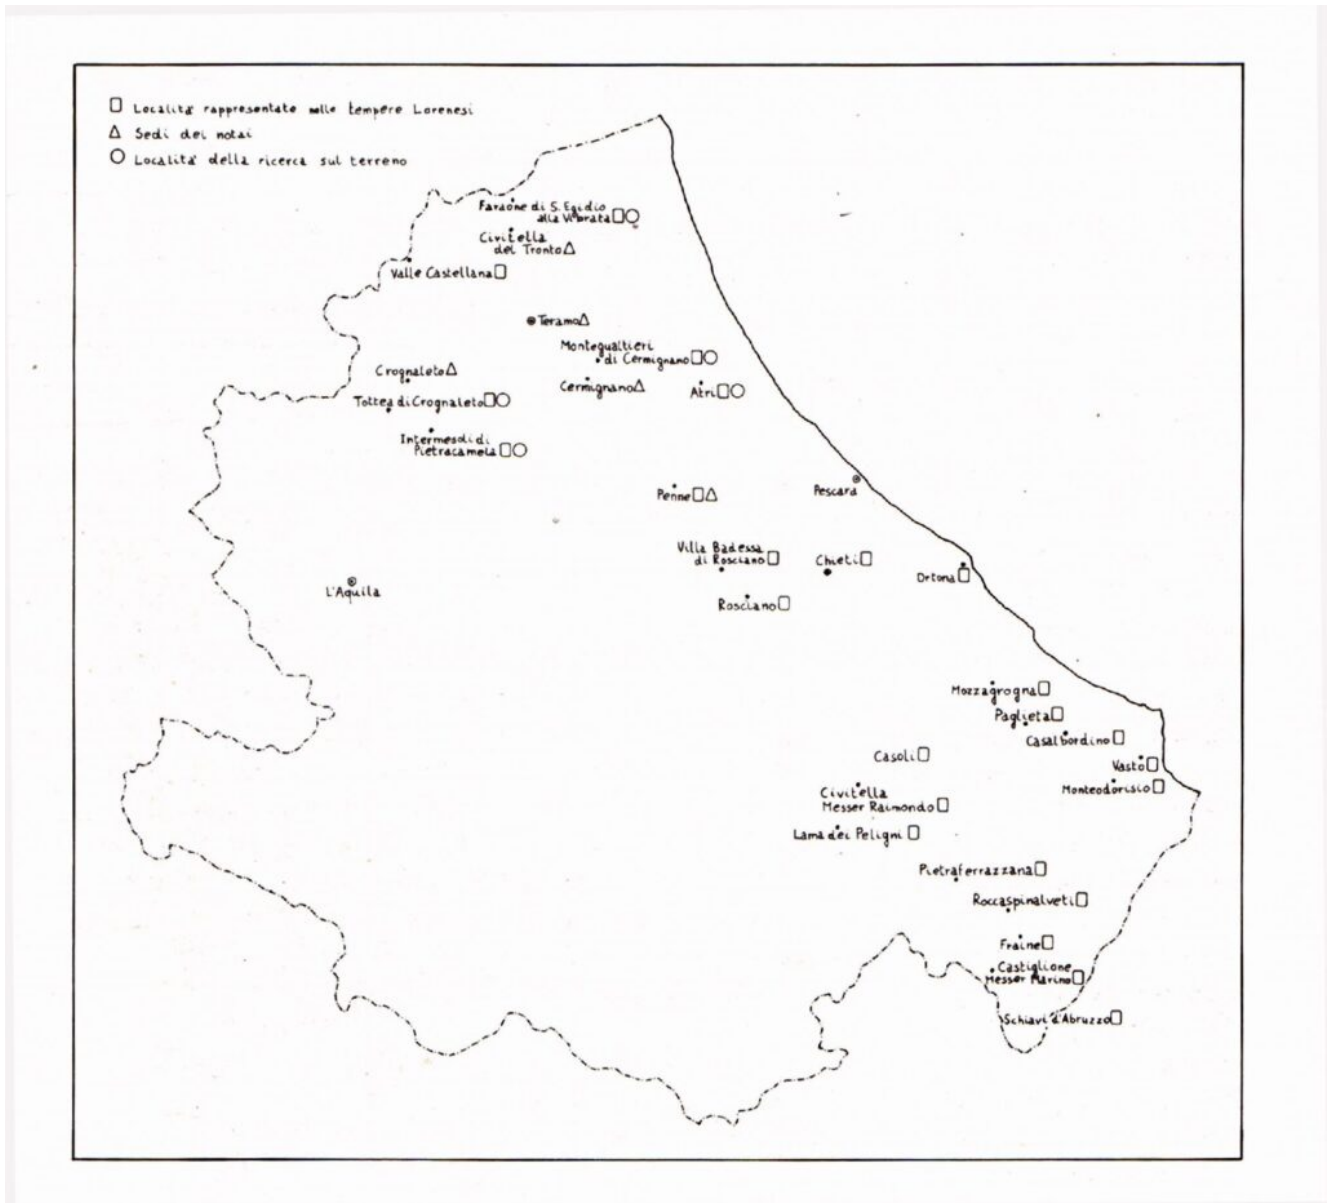 Località rappresentate nelle tempere Lorenesi
Sedi dei notai
Località della ricerca sul terreno
Faraone di S. Egidio
alla Vibrata
Civitella
del Tronto
Valle Castellana
Teramo
Montegualtieri
di Cermignano
Crognaleto
Cermignano
Atri
Tottea di Crognaleto
Intermesoli di
Pietracamela
Penne
Pescara
Villa Badessa
di Rosciano
Chieti
Ortona
L'Aquila
Rosciano
Mozzagrogna
Paglieta
Casalbordino
Casoli
Vasto
Monteodorisio
Civitella
Messer Raimondo
Lama dei Peligni
Pietraferrazzana
Roccaspinalveti
Fraine
Castiglione
Messer Marino
Schiavi d'Abruzzo